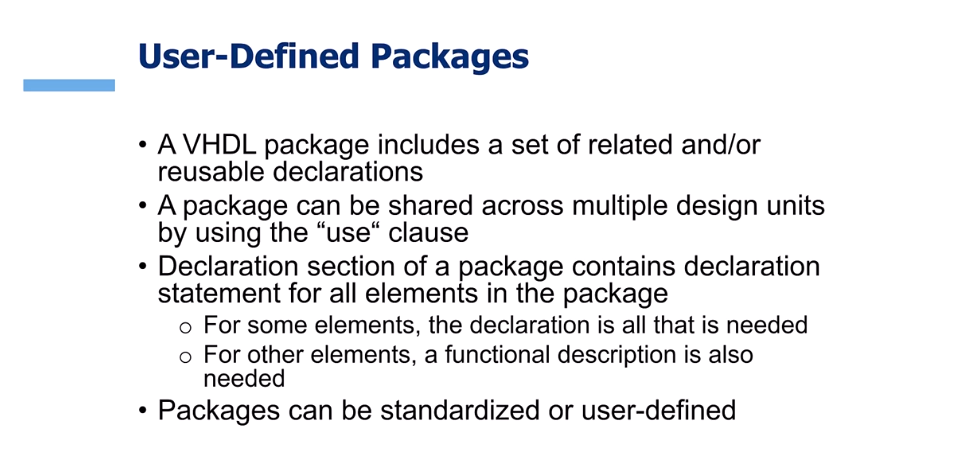 User-Defined Packages
• A VHDL package includes a set of related and/or
reusable declarations
• A package can be shared across multiple design units
by using the “use“ clause
• Declaration section of a package contains declaration
statement for all elements in the package
o For some elements, the declaration is all that is needed
o For other elements, a functional description is also
needed
• Packages can be standardized or user-defined